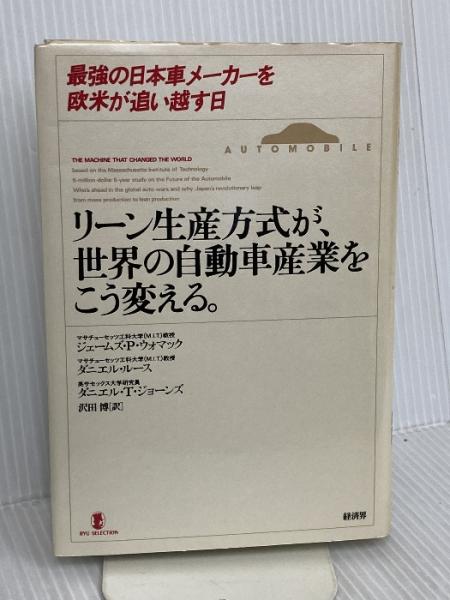 最強の日本車メーカーを
欧米が追い越す日
AUTOMOBILE
THE MACHINE THAT CHANGED THE WORLD
based on the Massachusetts Institute of Technology
5-million-dollar 5-year study on the Future of the Automobile
Who's ahead in the global auto wars and why Japan's revolutionary leap
from mass production to lean production
リーン生産方式が、
世界の自動車産業を
こう変える。
マサチューセッツ工科大学(M.I.T)教授
ジェームズ・P・ウォマック
マサチューセッツ工科大学(M.I.T)教授
ダニエル・ルース
英サセックス大学研究員
ダニエル・T・ジョーンズ
沢田 博[訳]
RYU SELECTION
経済界